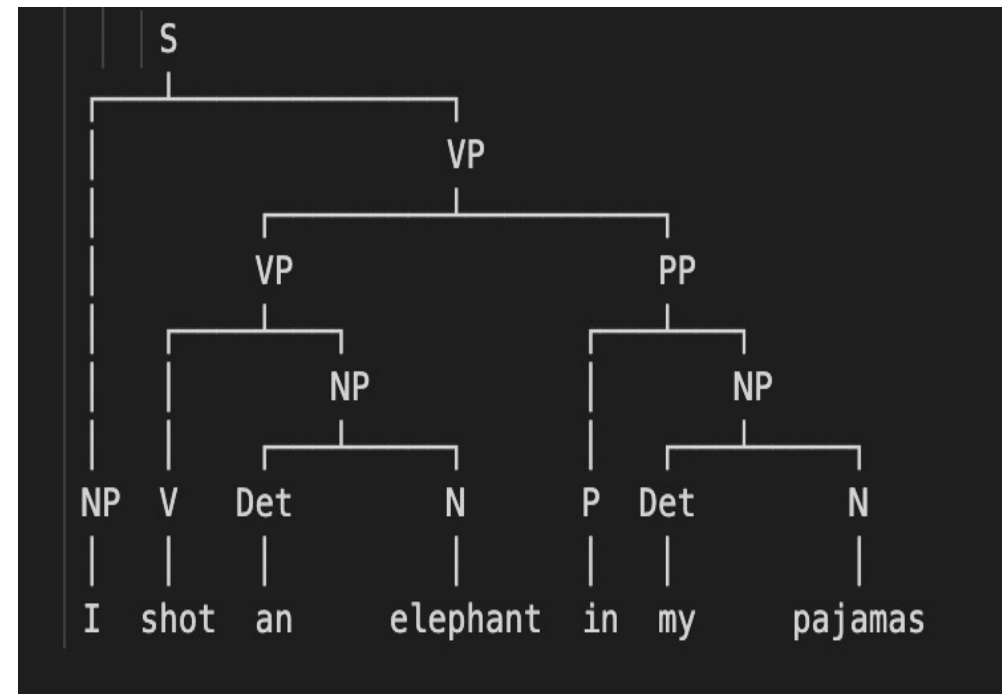 S
VP
VP PP
NP NP
NP V Det N P Det N
I shot an elephant in my pajamas